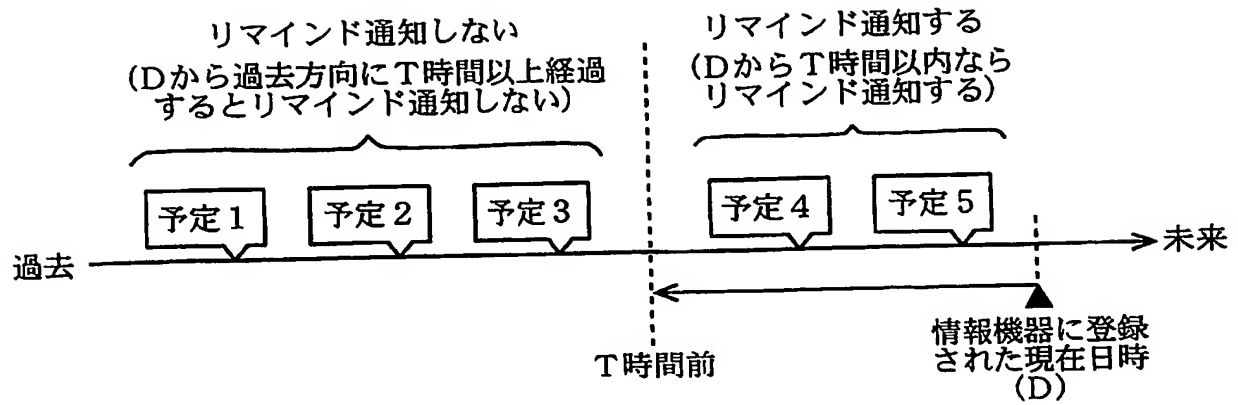 リマインド通知しない
(Dから過去方向にT時間以上経過
するとリマインド通知しない)
リマインド通知する
(DからT時間以内なら
リマインド通知する)
予定1
予定2
予定3
予定4
予定5
過去
未来
T時間前
情報機器に登録
された現在日時
(D)